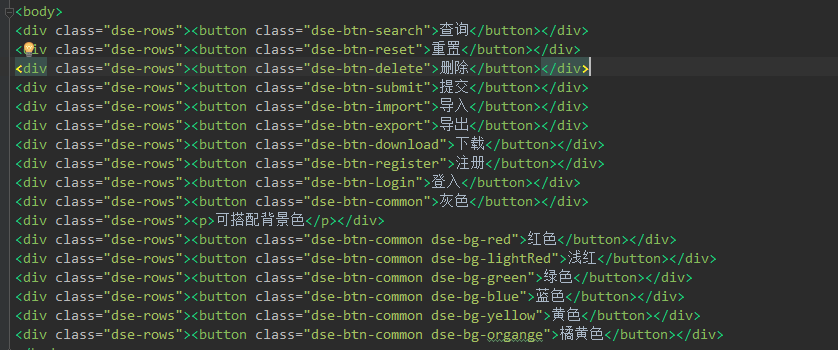 <body>
<div class="dse-rows"><button class="dse-btn-search">查询</button></div>
<div class="dse-rows"><button class="dse-btn-reset">重置</button></div>
<div class="dse-rows"><button class="dse-btn-delete">删除</button></div>
<div class="dse-rows"><button class="dse-btn-submit">提交</button></div>
<div class="dse-rows"><button class="dse-btn-import">导入</button></div>
<div class="dse-rows"><button class="dse-btn-export">导出</button></div>
<div class="dse-rows"><button class="dse-btn-download">下载</button></div>
<div class="dse-rows"><button class="dse-btn-register">注册</button></div>
<div class="dse-rows"><button class="dse-btn-Login">登入</button></div>
<div class="dse-rows"><button class="dse-btn-common">灰色</button></div>
<div class="dse-rows"><p>可搭配背景色</p></div>
<div class="dse-rows"><button class="dse-btn-common dse-bg-red">红色</button></div>
<div class="dse-rows"><button class="dse-btn-common dse-bg-lightRed">浅红</button></div>
<div class="dse-rows"><button class="dse-btn-common dse-bg-green">绿色</button></div>
<div class="dse-rows"><button class="dse-btn-common dse-bg-blue">蓝色</button></div>
<div class="dse-rows"><button class="dse-btn-common dse-bg-yellow">黄色</button></div>
<div class="dse-rows"><button class="dse-btn-common dse-bg-organge">橘黄色</button></div>